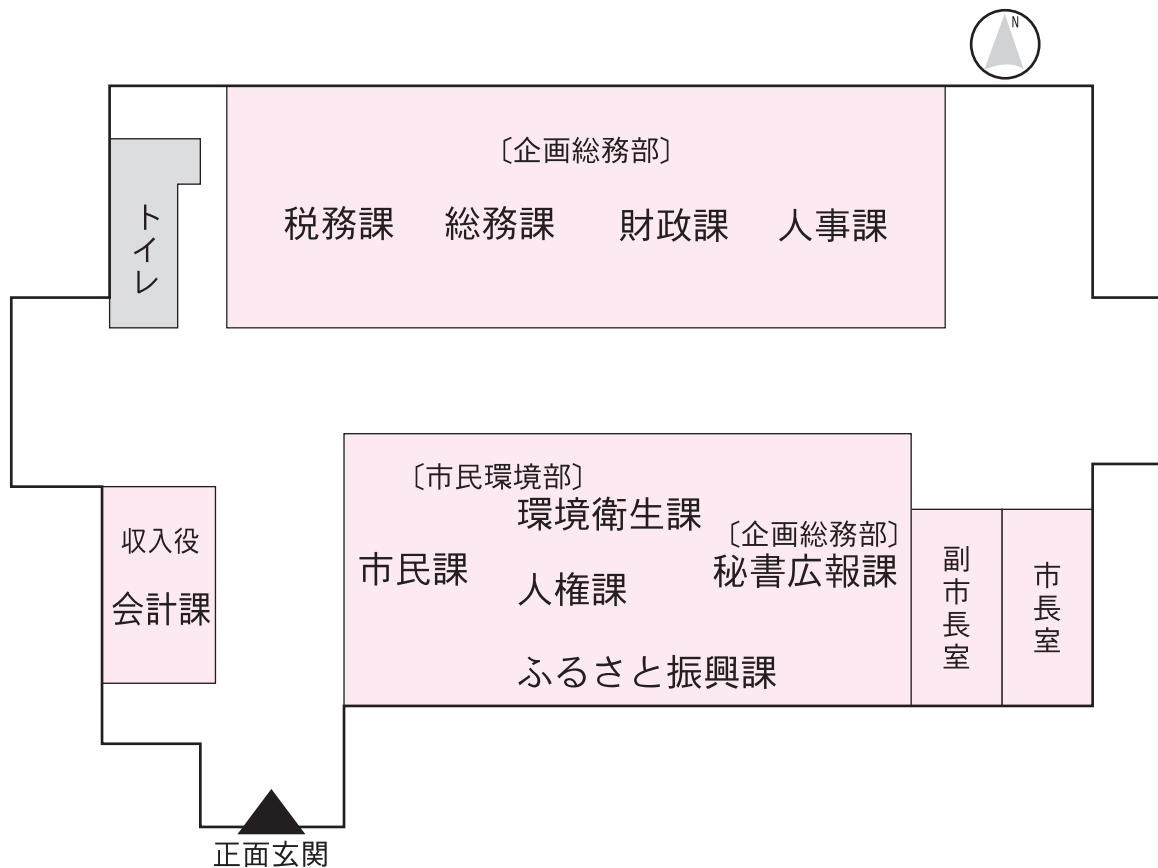 N
〔企画総務部〕
税務課 総務課 財政課 人事課
トイレ
〔市民環境部〕
環境衛生課
市民課
人権課
ふるさと振興課
〔企画総務部〕
秘書広報課
副市長室
市長室
収入役
会計課
正面玄関